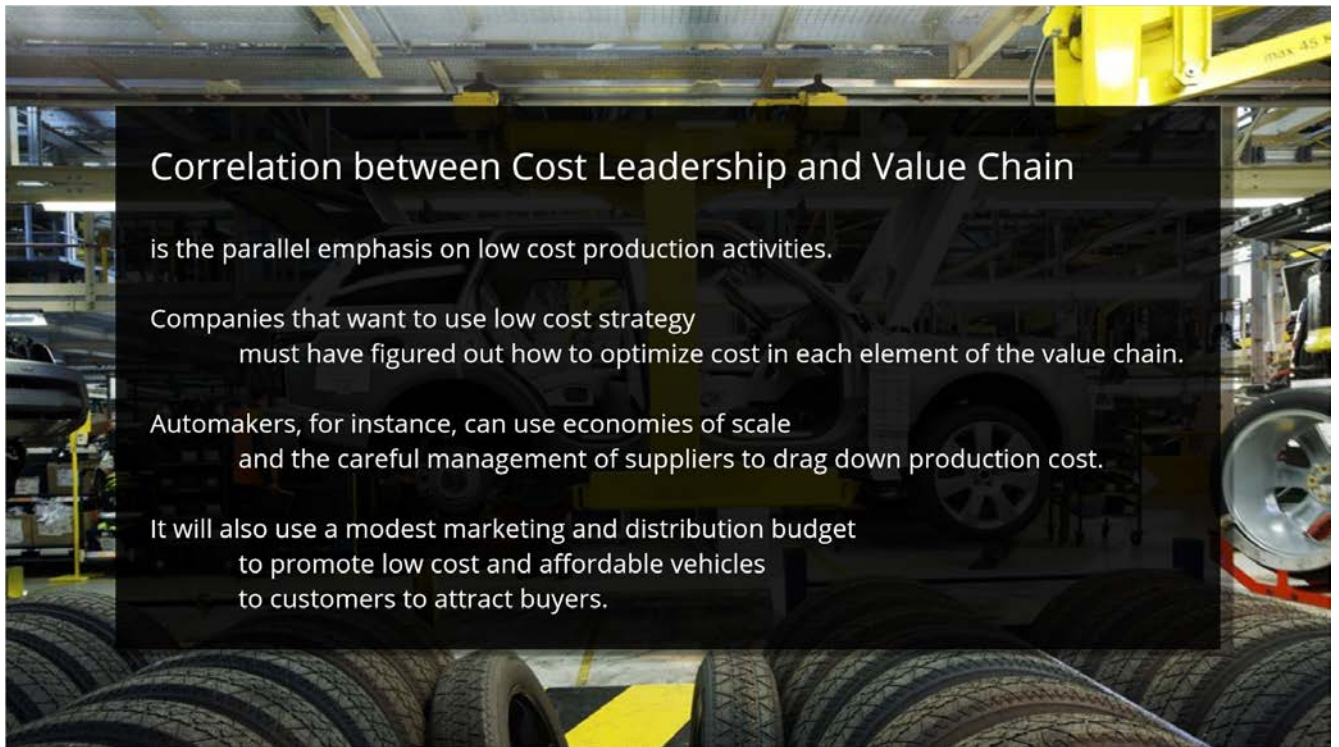 max 45 K
Correlation between Cost Leadership and Value Chain
is the parallel emphasis on low cost production activities.
Companies that want to use low cost strategy
must have figured out how to optimize cost in each element of the value chain.
Automakers, for instance, can use economies of scale
and the careful management of suppliers to drag down production cost.
It will also use a modest marketing and distribution budget
to promote low cost and affordable vehicles
to customers to attract buyers.